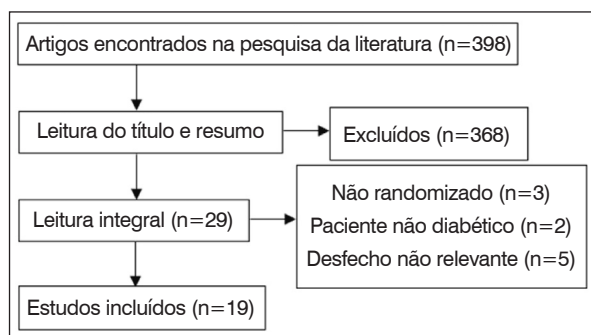 Artigos encontrados na pesquisa da literatura (n=398)
Leitura do título e resumo
Excluídos (n=368)
Leitura integral (n=29)
Não randomizado (n=3)
Paciente não diabético (n=2)
Desfecho não relevante (n=5)
Estudos incluídos (n=19)